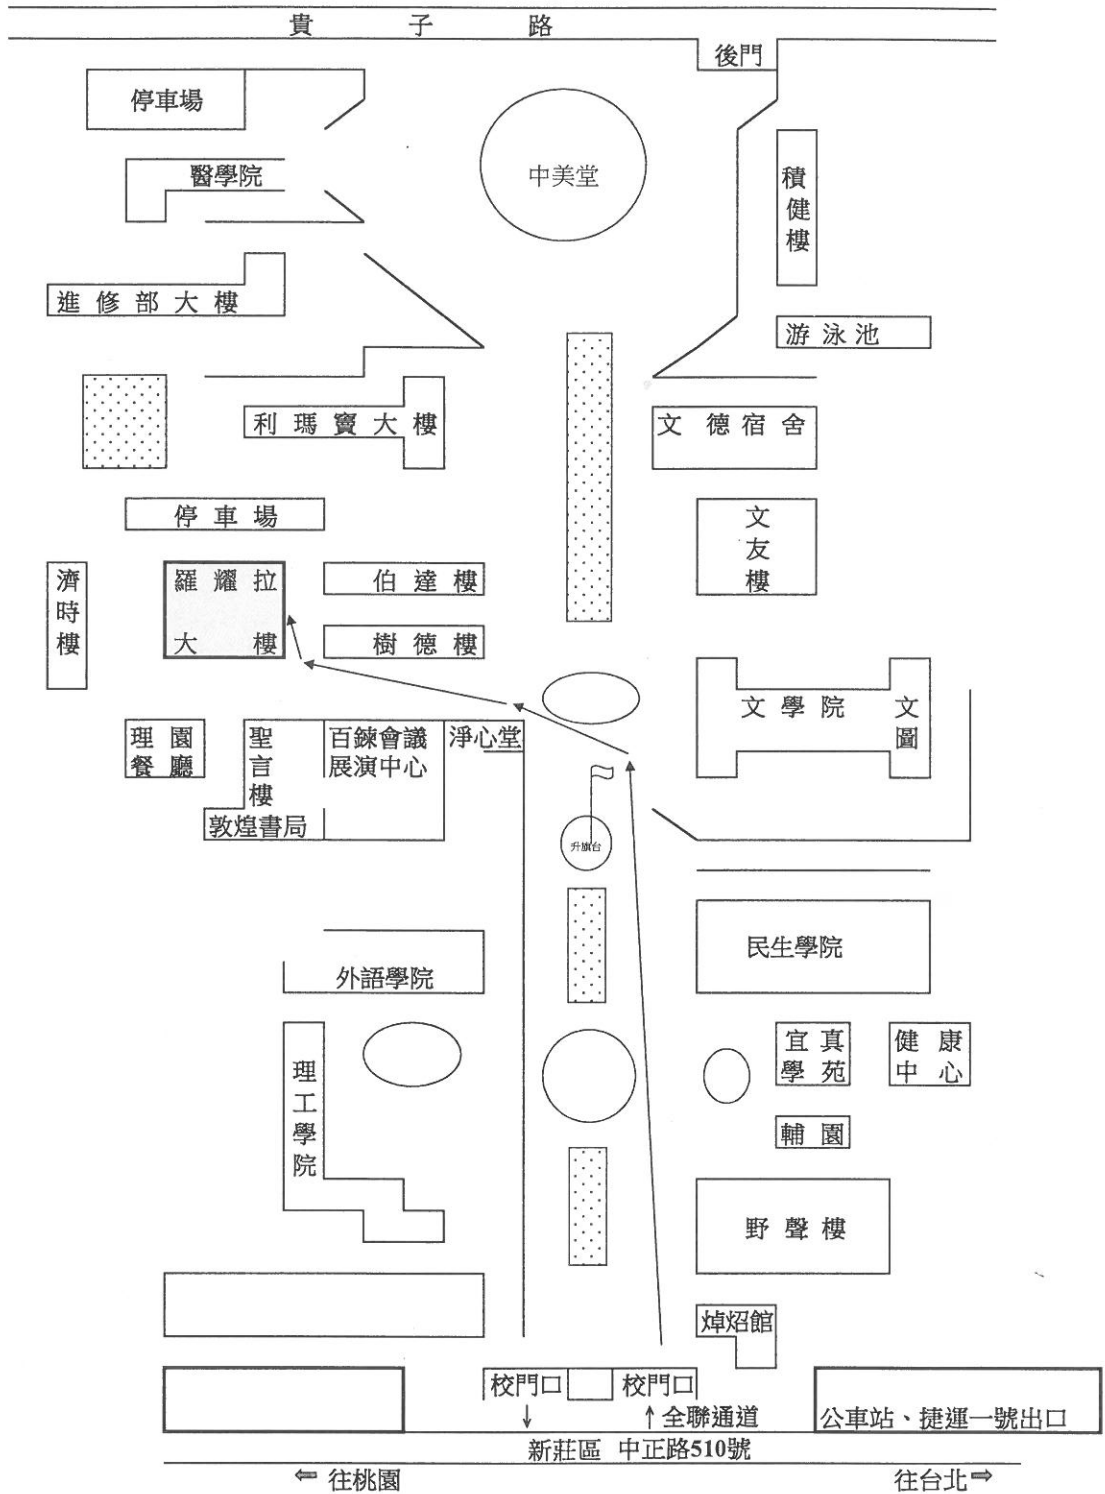 貴子路
後門
停車場
中美堂
醫學院
積健樓
進修部大樓
游泳池
利瑪竇大樓
文德宿舍
停車場
文友樓
濟時樓
羅耀拉
大樓
伯達樓
樹德樓
文學院
文圖
理園
餐廳
聖言樓
百鍊會議
展演中心
淨心堂
敦煌書局
升旗台
民生學院
外語學院
宜真
學苑
健康
中心
理工學院
輔園
野聲樓
焯炤館
校門口
校門口
↓
↑全聯通道
公車站、捷運一號出口
新莊區 中正路510號
⇐ 往桃園
往台北⇒